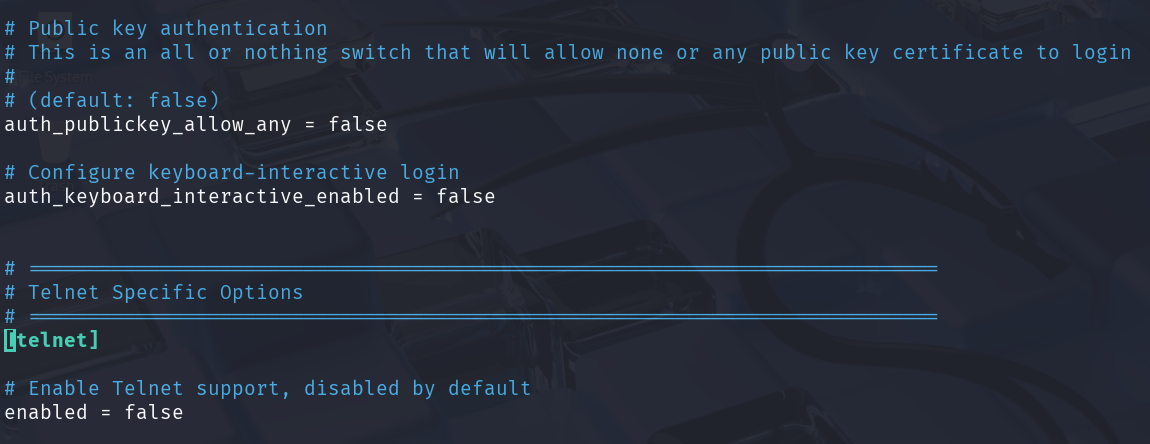 # Public key authentication
# This is an all or nothing switch that will allow none or any public key certificate to login
#
# (default: false)
auth_publickey_allow_any = false
# Configure keyboard-interactive login
auth_keyboard_interactive_enabled = false
# ============================================================================
# Telnet Specific Options
# ============================================================================
[telnet]
# Enable Telnet support, disabled by default
enabled = false